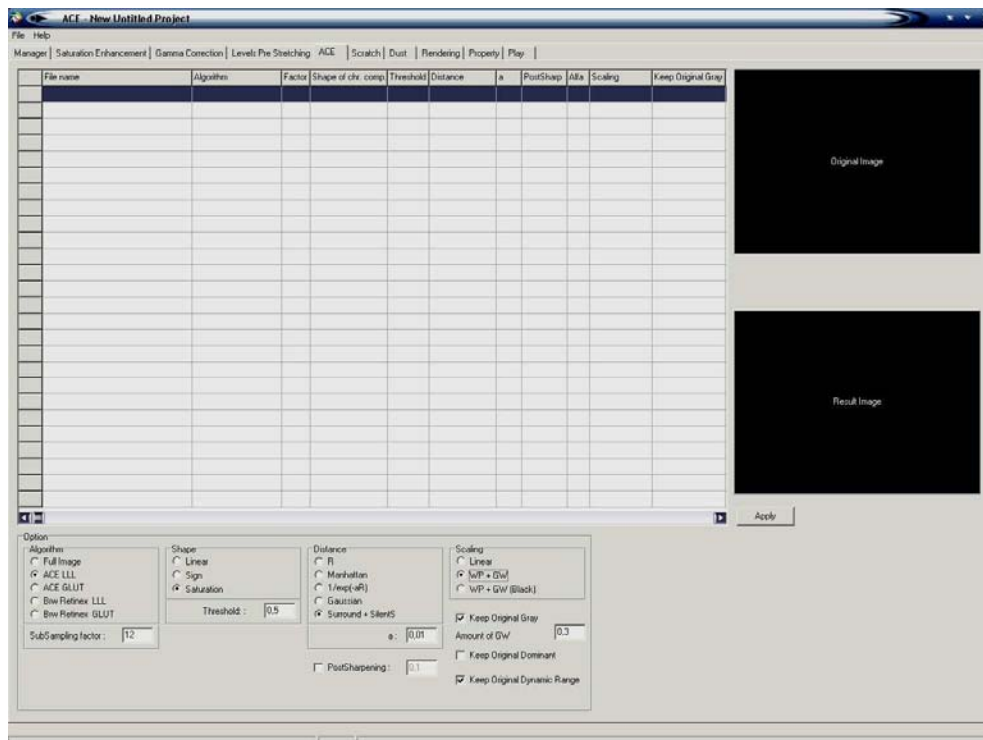 ACE - New Untitled Project
File Help
Manager Saturation Enhancement Gamma Correction Levels Pre Stretching ACE Scratch Dust Rendering Property Play
File name Algorithm Factor Shape of chr. comp. Threshold Distance a PostSharp Alfa Scaling Keep Original Gray
Original Image
Result Image
Apply
Option
Algorithm
Full Image
ACE LLL
ACE GLUT
Brw Retinex LLL
Brw Retinex GLUT
SubSampling factor : 12
Shape
Linear
Sign
Saturation
Threshold : 0,5
Distance
R
Manhattan
1/exp(-aR)
Gaussian
Surround + SilentS
a : 0,01
PostSharpening : 0,1
Scaling
Linear
WP + GW
WP + GW (Black)
Keep Original Gray
Amount of GW 0,3
Keep Original Dominant
Keep Original Dynamic Range